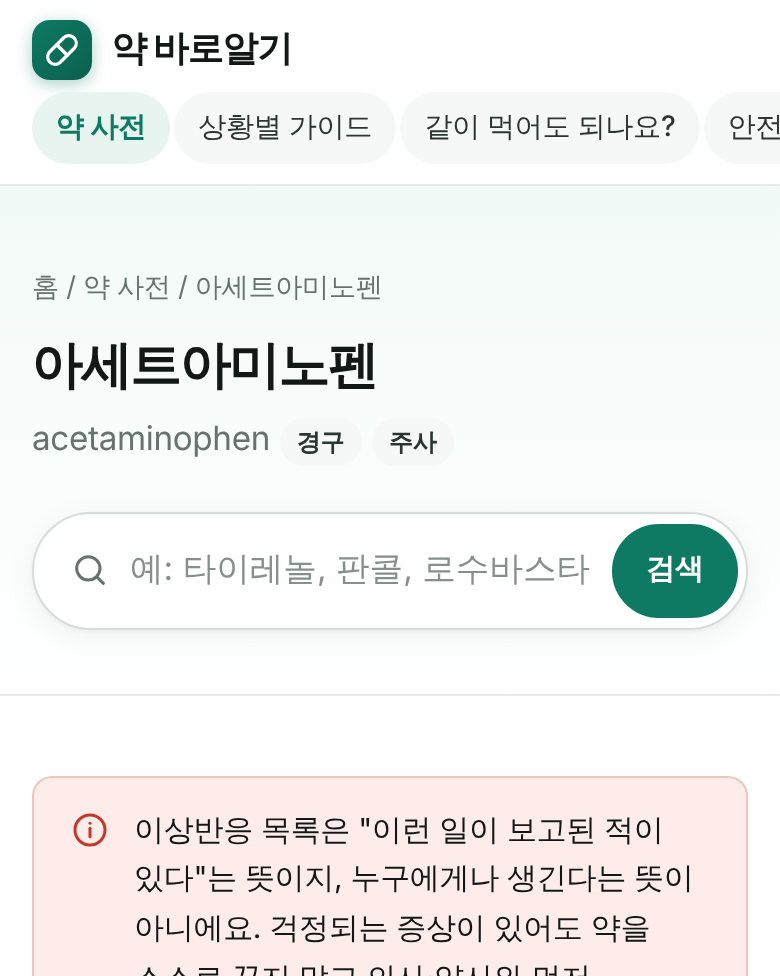 약 바로알기
약 사전 상황별 가이드 같이 먹어도 되나요? 안전
홈 / 약 사전 / 아세트아미노펜
아세트아미노펜
acetaminophen 경구 주사
예: 타이레놀, 판콜, 로수바스타 검색
이상반응 목록은 "이런 일이 보고된 적이
있다"는 뜻이지, 누구에게나 생긴다는 뜻이
아니에요. 걱정되는 증상이 있어도 약을